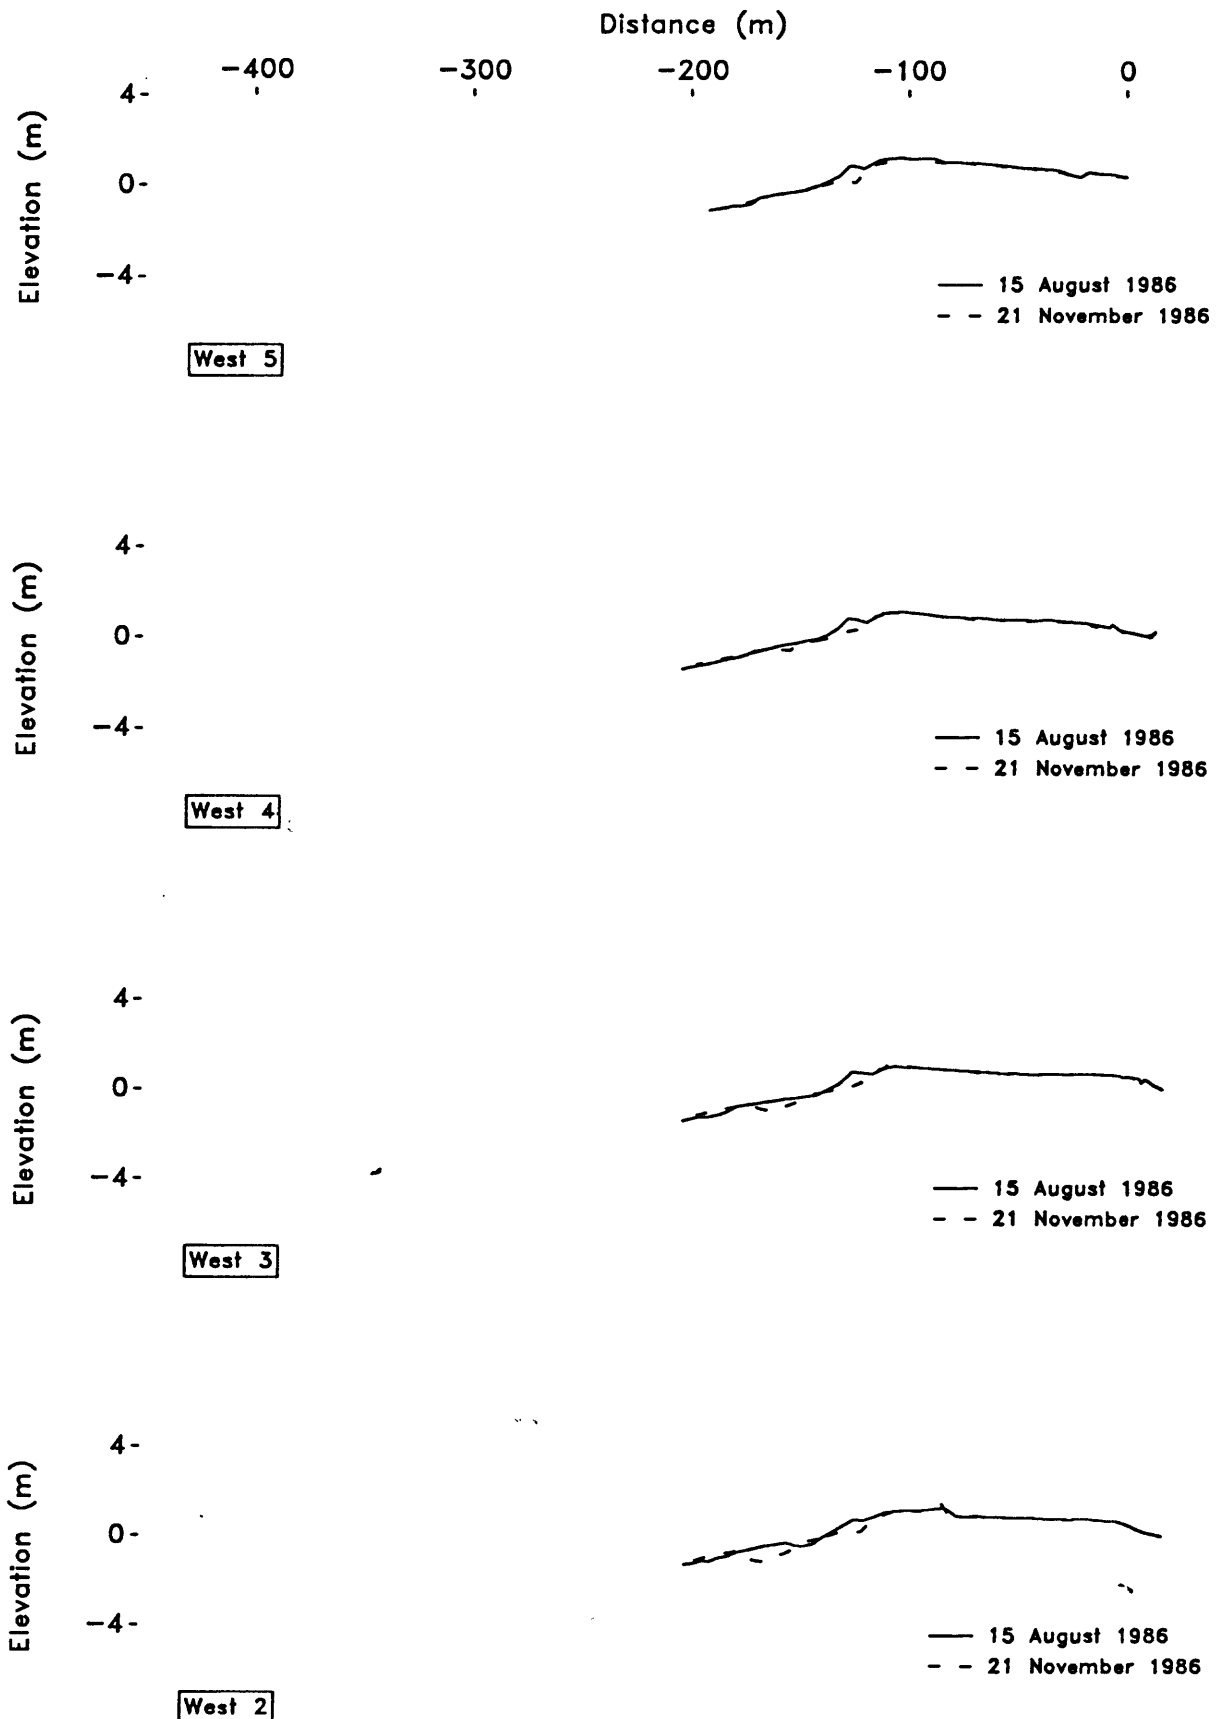 Distance (m)
−400 −300 −200 −100 0
4-
0-
−4-
Elevation (m)
15 August 1986
21 November 1986
West 5
4-
0-
−4-
Elevation (m)
15 August 1986
21 November 1986
West 4
4-
0-
−4-
Elevation (m)
15 August 1986
21 November 1986
West 3
4-
0-
−4-
Elevation (m)
15 August 1986
21 November 1986
West 2